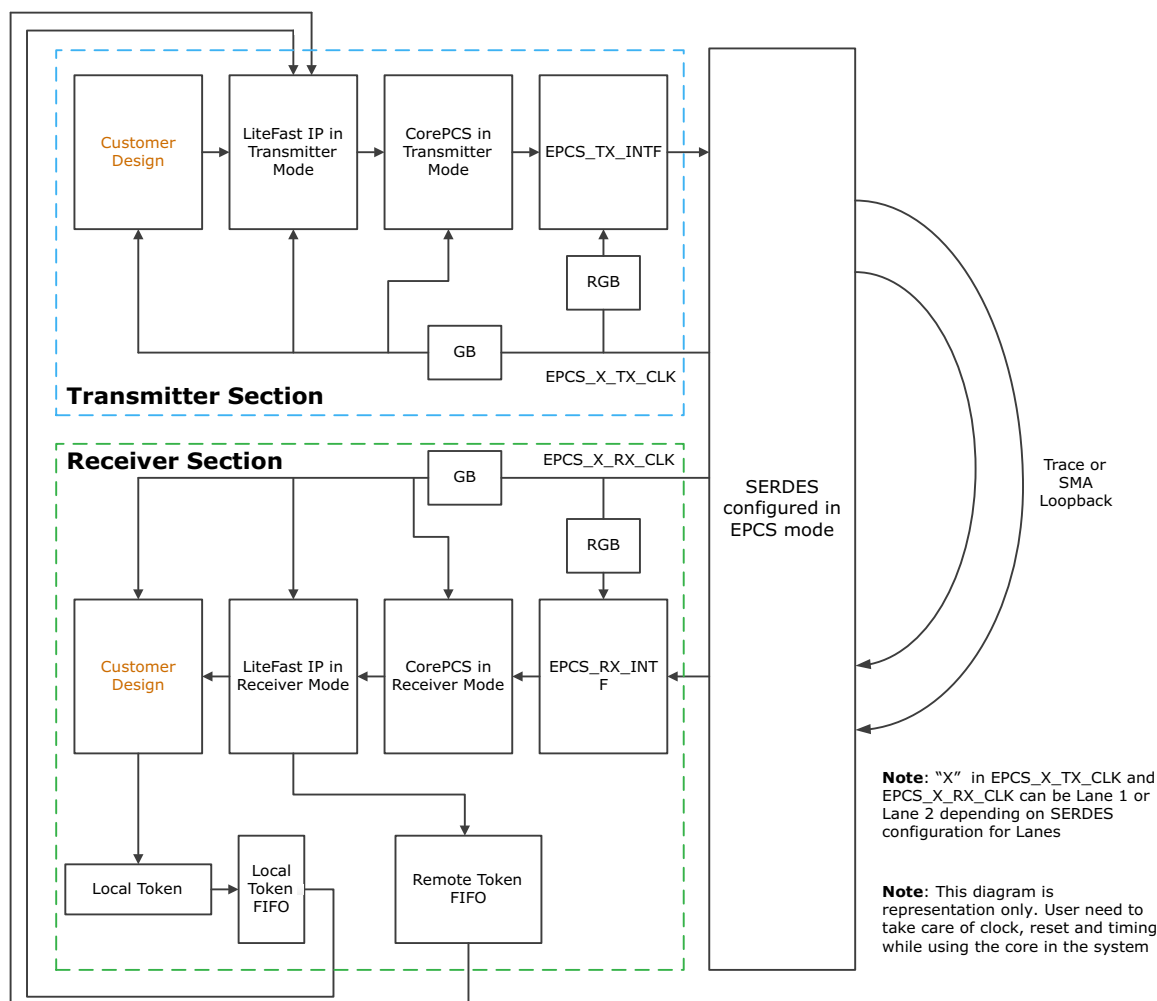 Customer
Design
LiteFast IP in
Transmitter
Mode
CorePCS in
Transmitter
Mode
EPCS_TX_INTF
RGB
GB
EPCS_X_TX_CLK
Transmitter Section
Receiver Section
GB
EPCS_X_RX_CLK
RGB
Customer
Design
LiteFast IP in
Receiver Mode
CorePCS in
Receiver Mode
EPCS_RX_INT
F
Local Token
Local
Token
FIFO
Remote Token
FIFO
SERDES
configured in
EPCS mode
Trace or
SMA
Loopback
Note: “X” in EPCS_X_TX_CLK and
EPCS_X_RX_CLK can be Lane 1 or
Lane 2 depending on SERDES
configuration for Lanes
Note: This diagram is
representation only. User need to
take care of clock, reset and timing
while using the core in the system